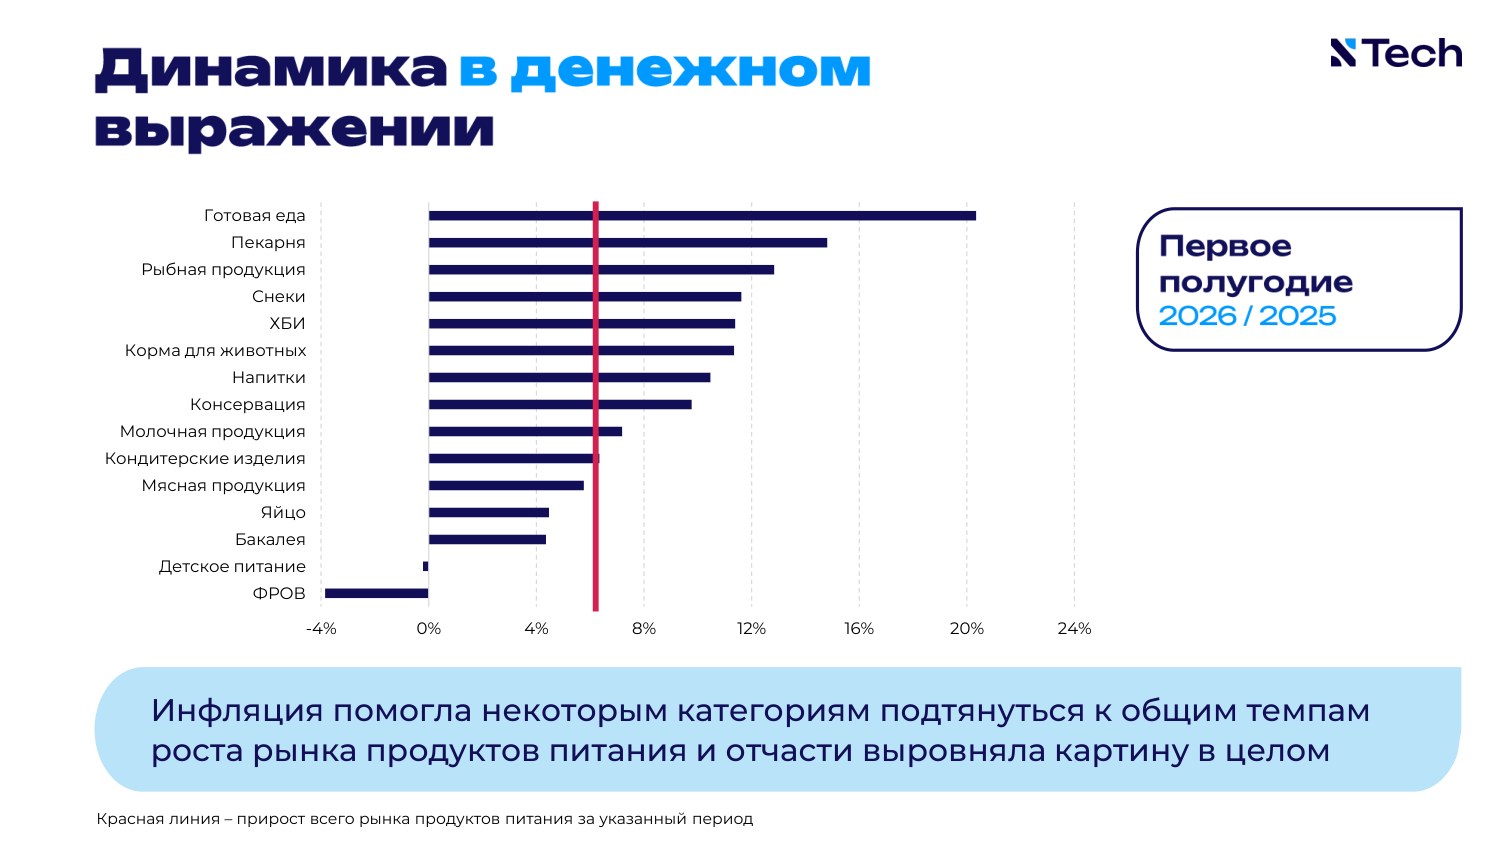 Динамика в денежном
выражении
Tech
Готовая еда
Пекарня
Рыбная продукция
Снеки
ХБИ
Корма для животных
Напитки
Консервация
Молочная продукция
Кондитерские изделия
Мясная продукция
Яйцо
Бакалея
Детское питание
ФРОВ
-4% 0% 4% 8% 12% 16% 20% 24%
Первое
полугодие
2026 / 2025
Инфляция помогла некоторым категориям подтянуться к общим темпам
роста рынка продуктов питания и отчасти выровняла картину в целом
Красная линия – прирост всего рынка продуктов питания за указанный период